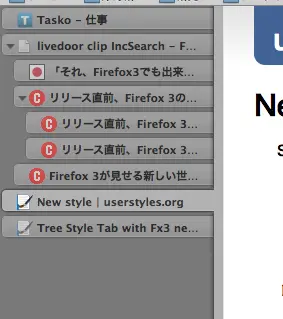 Tasko – 仕事
livedoor clip IncSearch – F...
「それ、Firefox3でも出来...
リリース直前、Firefox 3の...
リリース直前、Firefox 3...
リリース直前、Firefox 3...
Firefox 3が見せる新しい世...
New style | userstyles.org
Tree Style Tab with Fx3 ne...
u
Ne
S